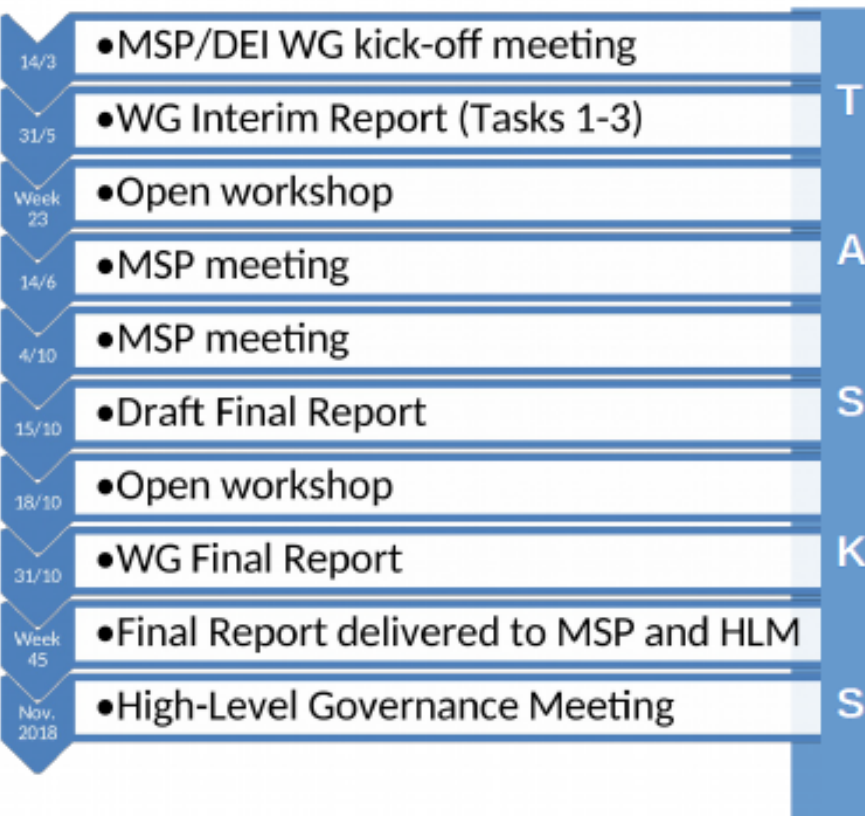 14/3
•MSP/DEI WG kick-off meeting
31/5
•WG Interim Report (Tasks 1-3)
Week
23
•Open workshop
14/6
•MSP meeting
4/10
•MSP meeting
15/10
•Draft Final Report
18/10
•Open workshop
31/10
•WG Final Report
Week
45
•Final Report delivered to MSP and HLM
Nov.
2018
•High-Level Governance Meeting
T
A
S
K
S